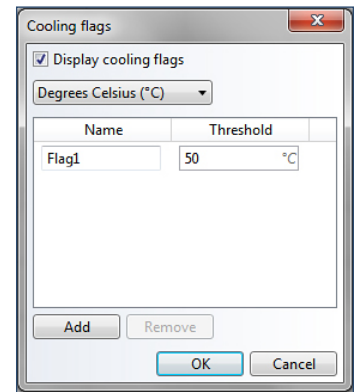 Cooling flags
Display cooling flags
Degrees Celsius (°C)
Name Threshold
Flag1 50 °C
Add Remove
OK Cancel